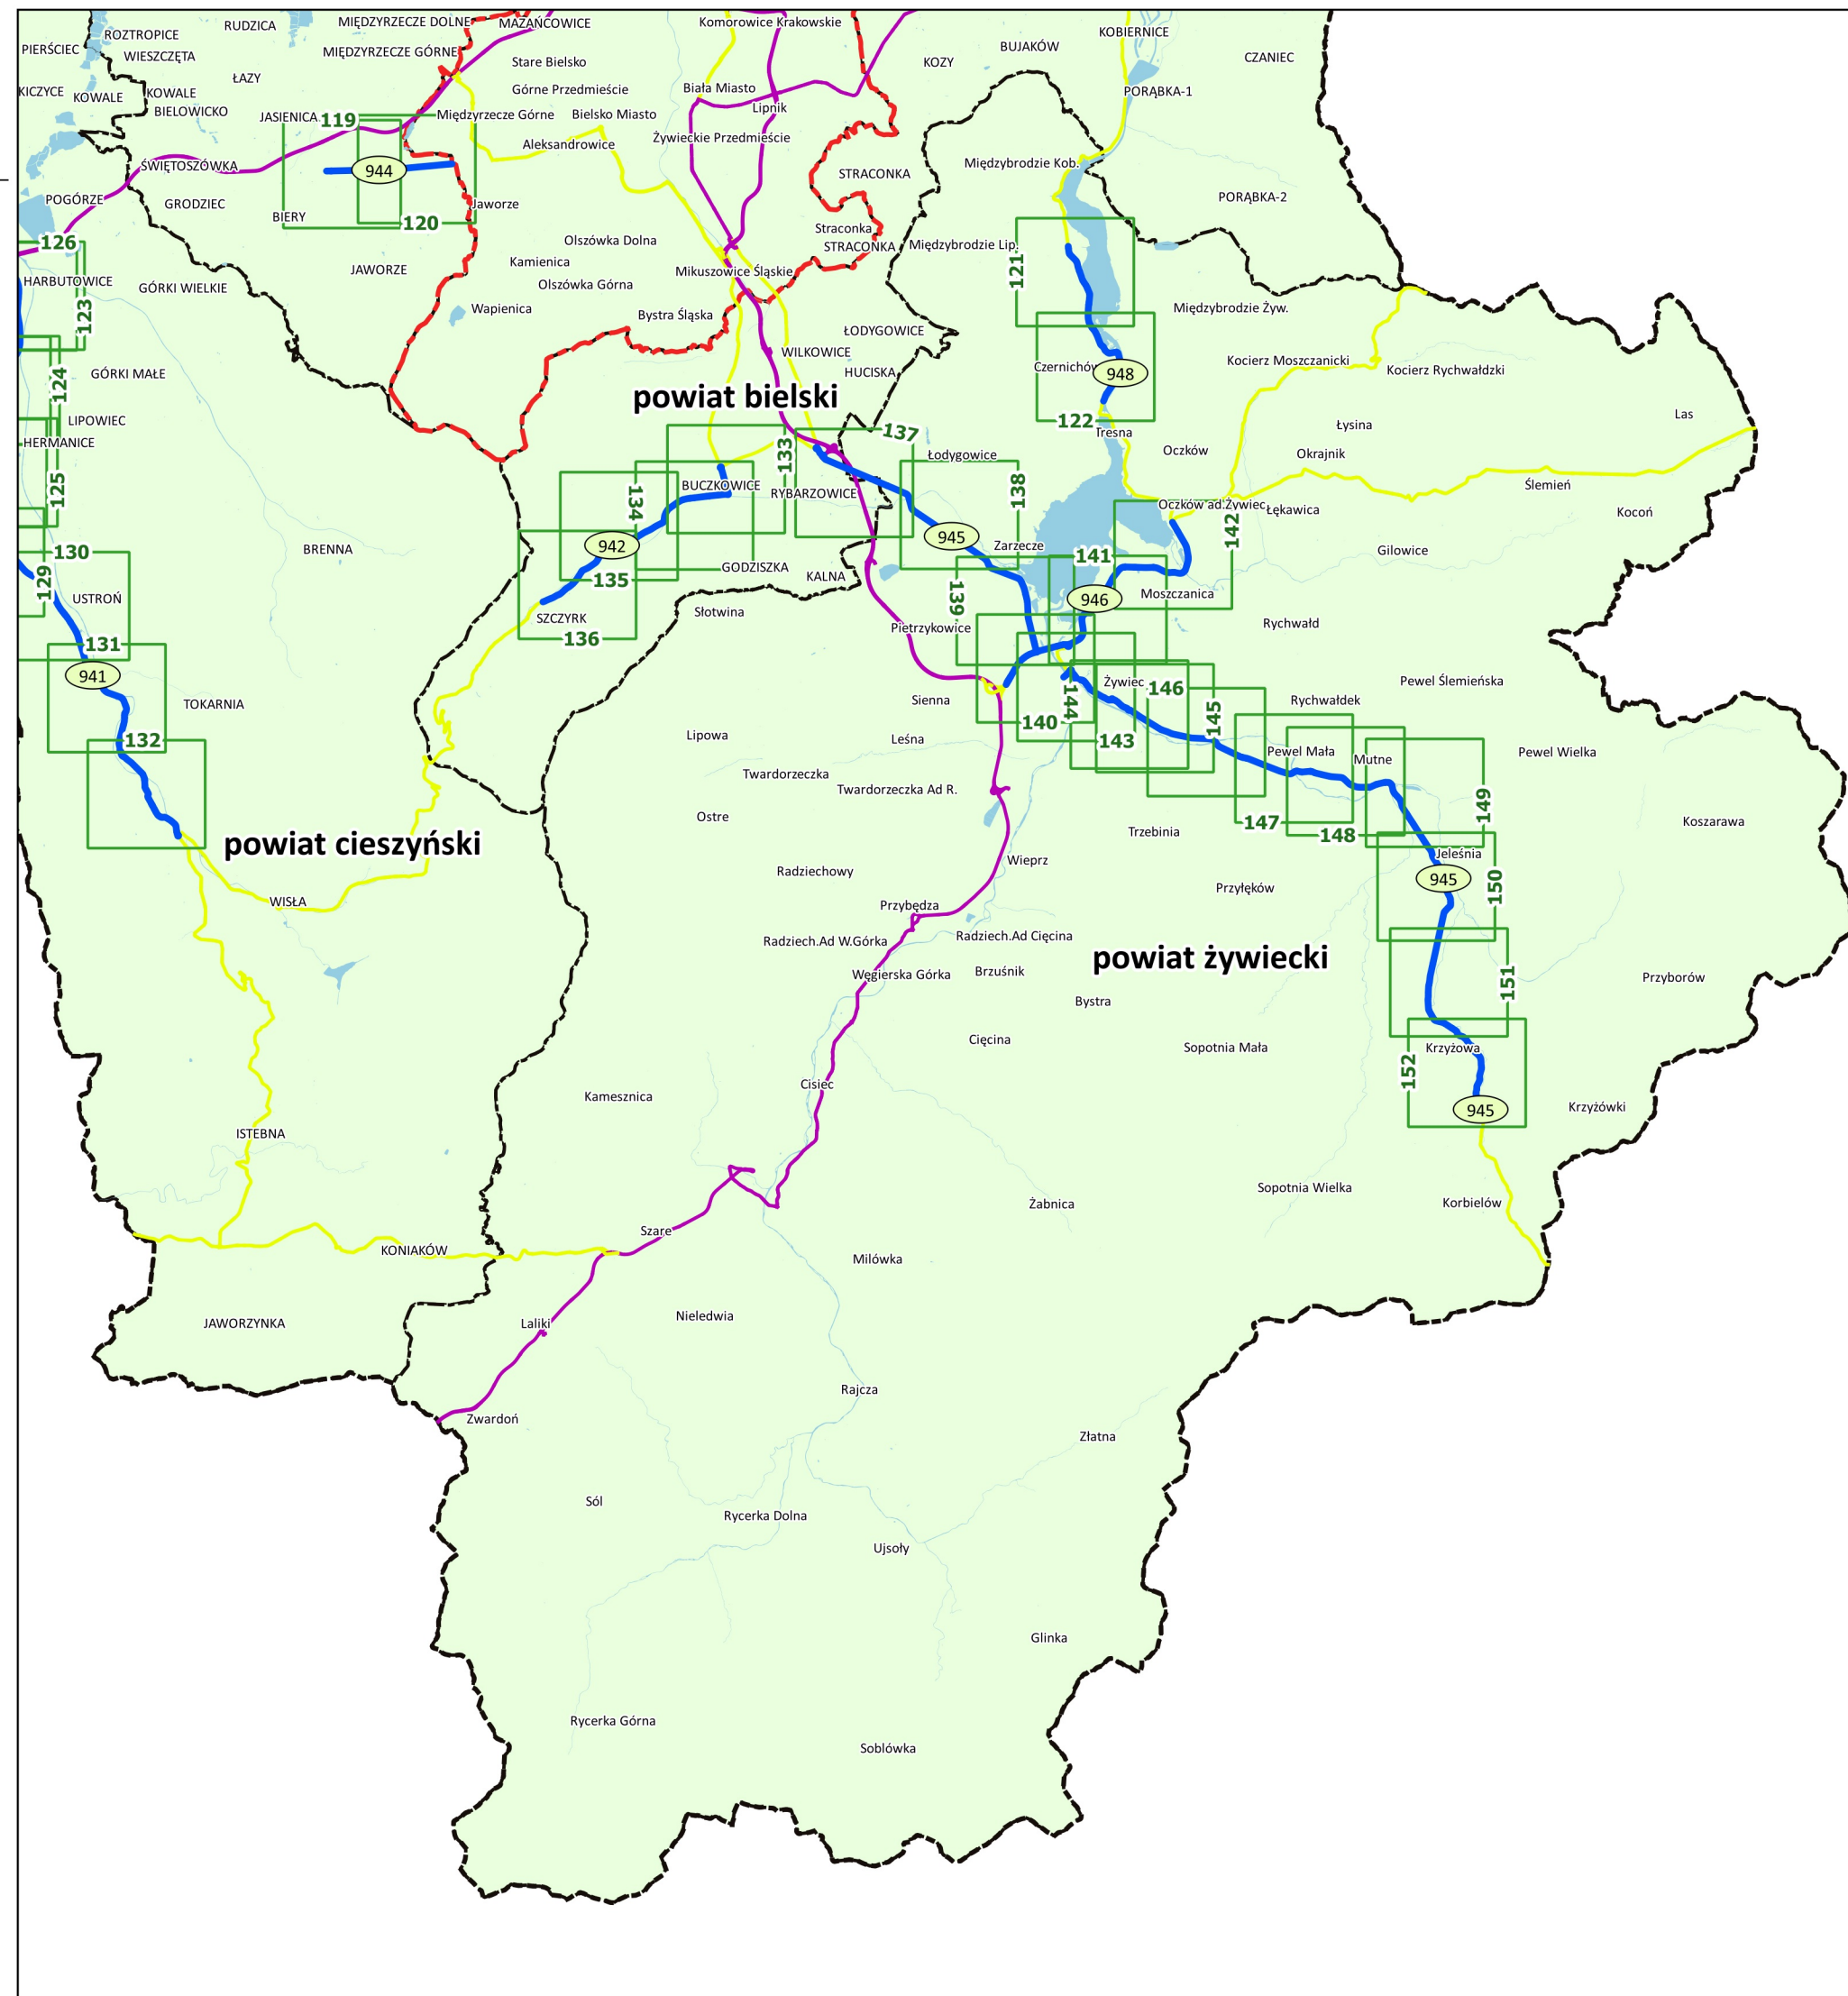 MIĘDZYRZECZE DOLNE
MAZAŃCOWICE
Komorowice Krakowskie
RUDZICA
ROZTROPICE
KOBIERNICE
PIERŚCIEC
WIESZCZĘTA
MIĘDZYRZECZE GÓRNE
Stare Bielsko
KOZY
BUJAKÓW
CZANIEC
ŁAZY
KICZYCE
KOWALE
KOWALE
Górne Przedmieście
Biała Miasto
PORĄBKA-1
BIELOWICKO
JASIENICA
119
Międzyrzecze Górne
Bielsko Miasto
Lipnik
Aleksandrowice
Żywieckie Przedmieście
ŚWIĘTOSZÓWKA
944
STRACONKA
Międzybrodzie Kob.
POGÓRZE
GRODZIEC
BIERY
120
Jaworze
PORĄBKA-2
126
Olszówka Dolna
Straconka
STRACONKA
Międzybrodzie Lip.
121
HARBUTOWICE
JAWORZE
Kamienica
Mikuszowice Śląskie
GÓRKI WIELKIE
Olszówka Górna
123
Wapienica
Bystra Śląska
Międzybrodzie Żyw.
ŁODYGOWICE
WILKOWICE
Kocierz Moszczanicki
GÓRKI MAŁE
124
HUCISKA
Czernichów
948
Kocierz Rychwałdzki
powiat bielski
LIPOWIEC
122
Las
HERMANICE
137
Tresna
Łysina
133
Łodygowice
Oczków
Okrajnik
125
BUCZKOWICE
134
RYBARZOWICE
138
Ślemień
Oczków ad.Żywiec
Łękawica
142
Kocoń
130
BRENNA
942
945
Zarzecze
141
Gilowice
129
135
GODZISZKA
KALNA
139
946
Moszczanica
USTROŃ
SZCZYRK
Słotwina
136
Pietrzykowice
Rychwałd
131
941
Żywiec
146
Pewel Ślemieńska
TOKARNIA
Sienna
144
Rychwałdek
140
145
132
Lipowa
Leśna
143
Pewel Mała
Mutne
Pewel Wielka
Twardorzeczka
Twardorzeczka Ad R.
149
Ostre
147
148
Koszarawa
powiat cieszyński
Trzebinia
Jeleśnia
Radziechowy
Wieprz
945
Przyłęków
150
WISŁA
Przybędza
Radziech.Ad W.Górka
Radziech.Ad Cięcina
powiat żywiecki
Węgierska Górka
Brzuśnik
151
Przyborów
Bystra
Cięcina
Sopotnia Mała
Krzyżowa
152
Kamesznica
Cisiec
945
Krzyżówki
ISTEBNA
Sopotnia Wielka
Żabnica
Korbielów
Szare
KONIAKÓW
Milówka
JAWORZYNKA
Laliki
Nieledwia
Rajcza
Zwardoń
Złatna
Sól
Rycerka Dolna
Ujsoły
Glinka
Rycerka Górna
Soblówka